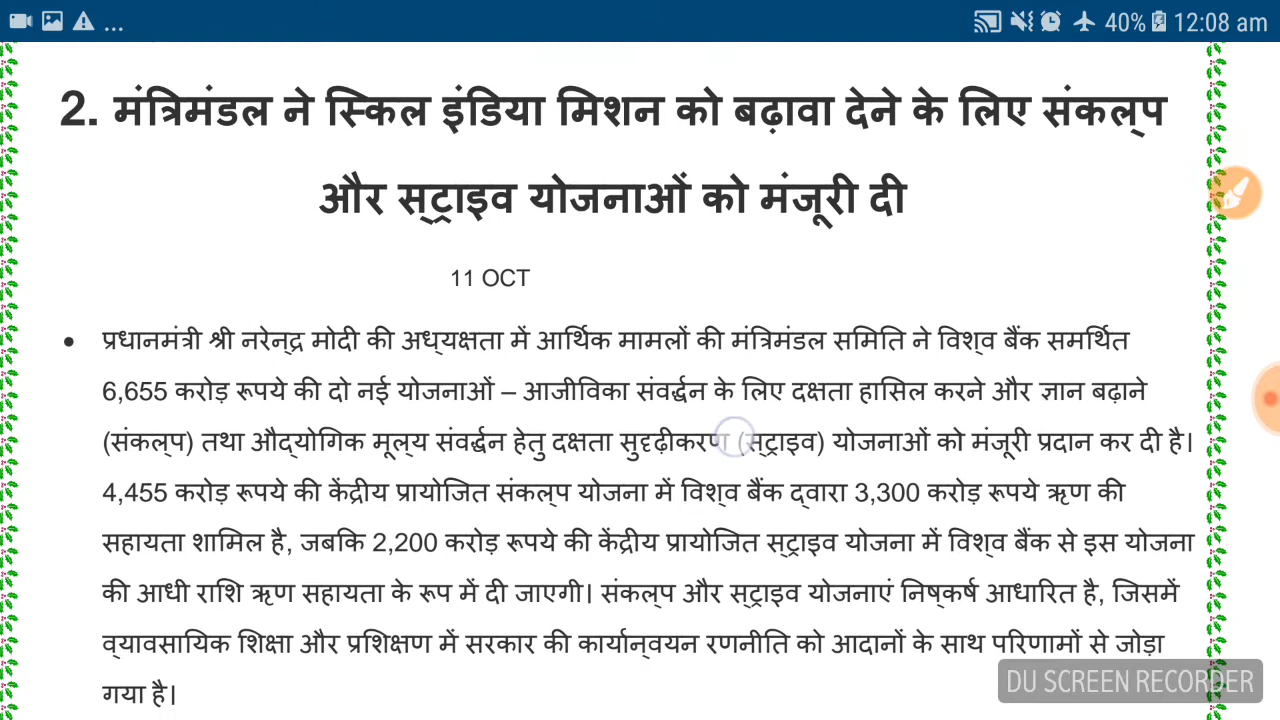 ... 40% 12:08 am
2. मंत्रिमंडल ने स्किल इंडिया मिशन को बढ़ावा देने के लिए संकल्प
और स्ट्राइव योजनाओं को मंजूरी दी
11 OCT
• प्रधानमंत्री श्री नरेन्द्र मोदी की अध्यक्षता में आर्थिक मामलों की मंत्रिमंडल समिति ने विश्व बैंक समर्थित
6,655 करोड़ रूपये की दो नई योजनाओं – आजीविका संवर्द्धन के लिए दक्षता हासिल करने और ज्ञान बढ़ाने
(संकल्प) तथा औद्योगिक मूल्य संवर्द्धन हेतु दक्षता सुदृढ़ीकरण (स्ट्राइव) योजनाओं को मंजूरी प्रदान कर दी है।
4,455 करोड़ रूपये की केंद्रीय प्रायोजित संकल्प योजना में विश्व बैंक द्वारा 3,300 करोड़ रूपये ऋण की
सहायता शामिल है, जबकि 2,200 करोड़ रूपये की केंद्रीय प्रायोजित स्ट्राइव योजना में विश्व बैंक से इस योजना
की आधी राशि ऋण सहायता के रूप में दी जाएगी। संकल्प और स्ट्राइव योजनाएं निष्कर्ष आधारित है, जिसमें
व्यावसायिक शिक्षा और प्रशिक्षण में सरकार की कार्यान्वयन रणनीति को आदानों के साथ परिणामों से जोड़ा
गया है।
DU SCREEN RECORDER